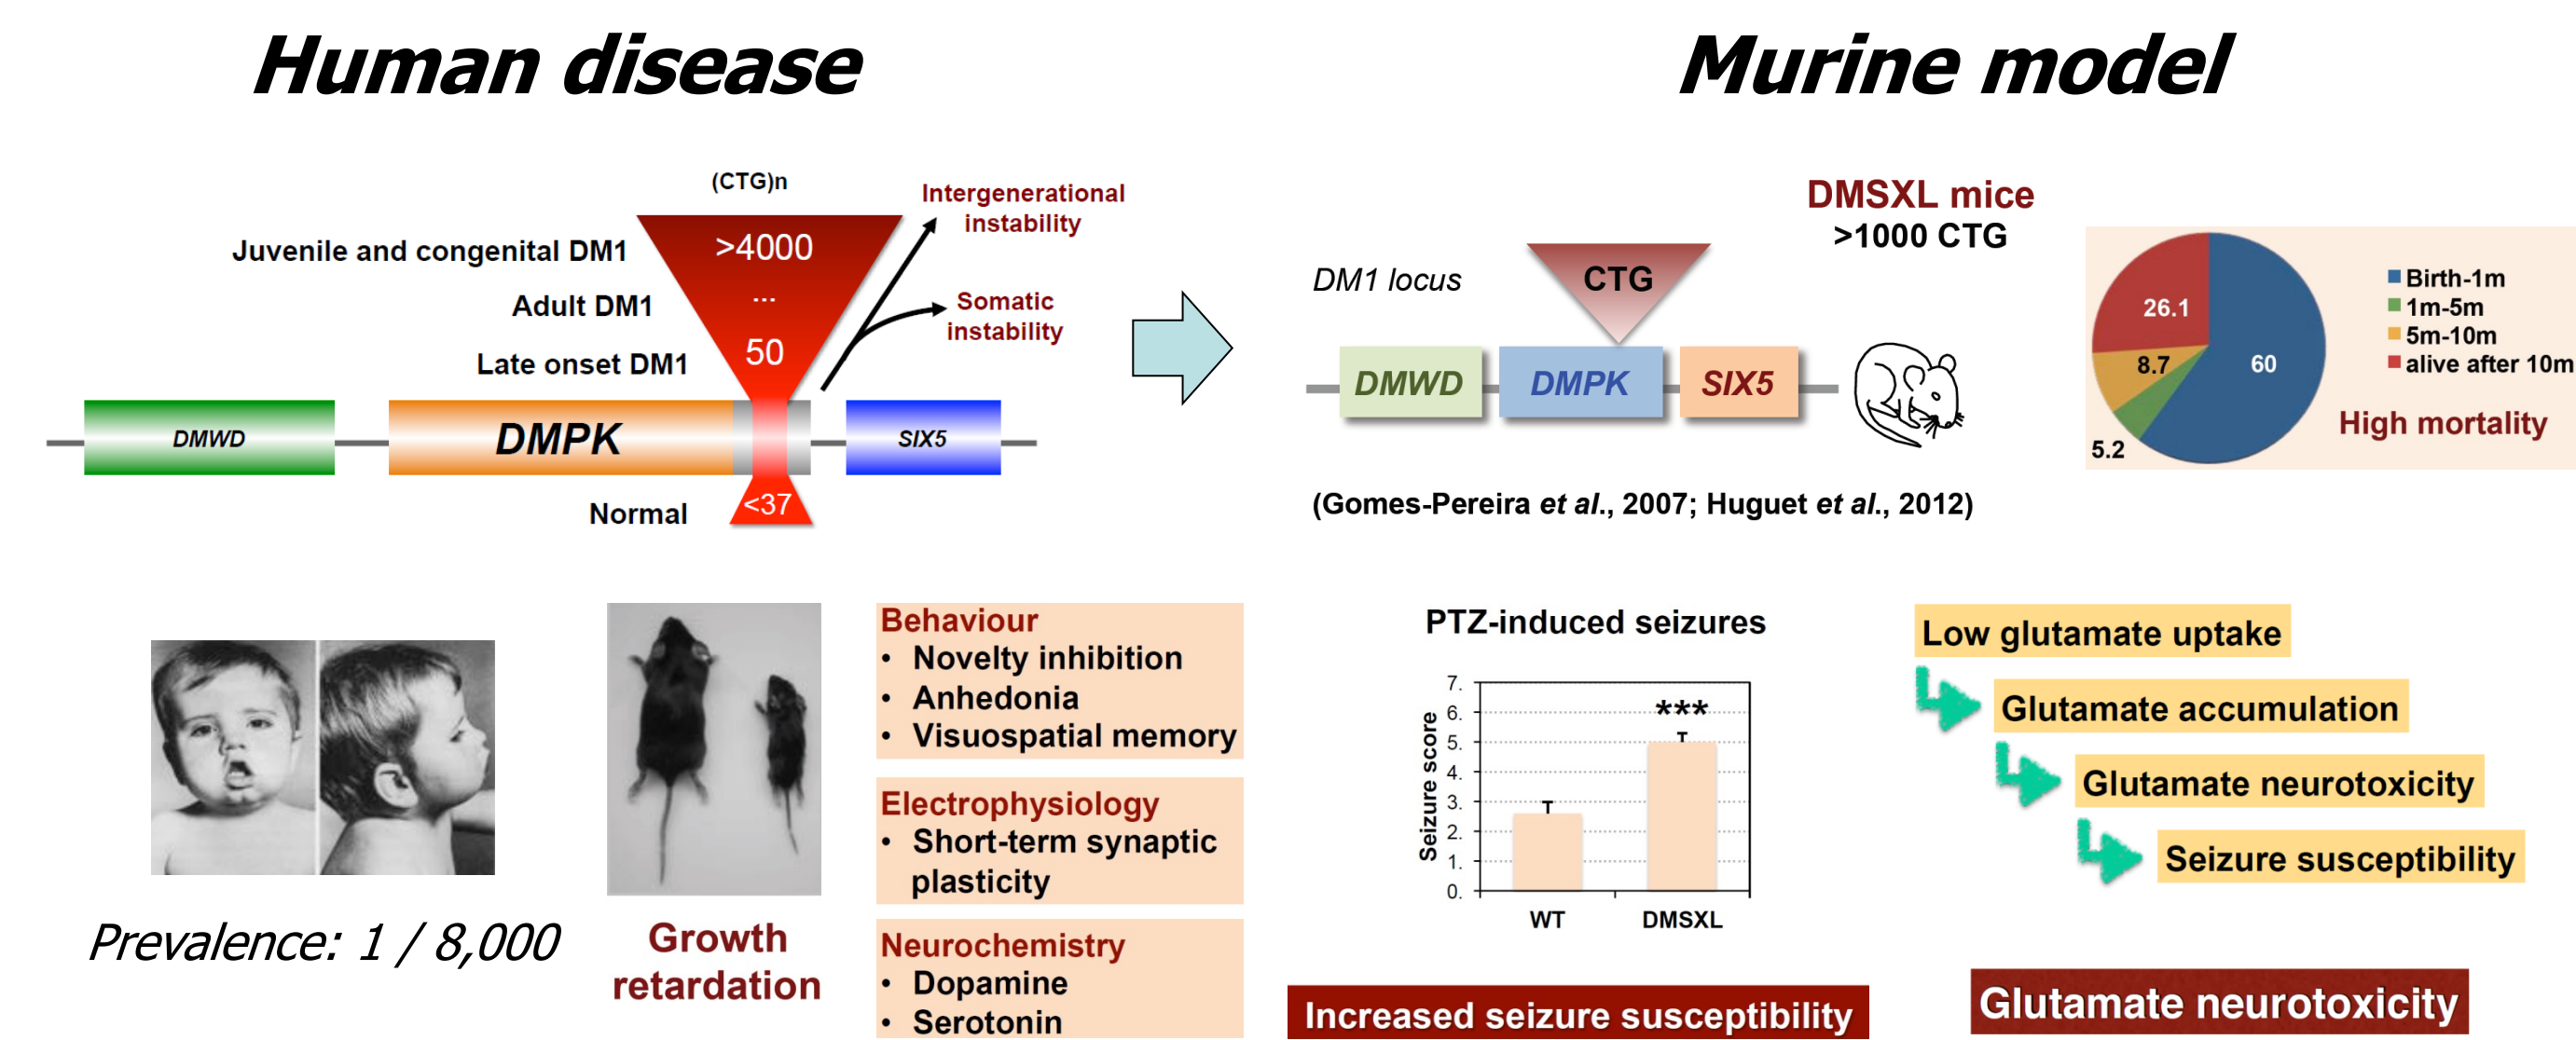 Human disease
Murine model
(CTG)n
Intergenerational
instability
Juvenile and congenital DM1
>4000
...
Adult DM1
Somatic
instability
50
Late onset DM1
DMWD
DMPK
SIX5
<37
Normal
DMSXL mice
>1000 CTG
DM1 locus
CTG
DMWD
DMPK
SIX5
26.1
8.7
60
5.2
Birth-1m
1m-5m
5m-10m
alive after 10m
High mortality
(Gomes-Pereira et al., 2007; Huguet et al., 2012)
Prevalence: 1 / 8,000
Growth
retardation
Behaviour
• Novelty inhibition
• Anhedonia
• Visuospatial memory
Electrophysiology
• Short-term synaptic
plasticity
Neurochemistry
• Dopamine
• Serotonin
PTZ-induced seizures
Seizure score
7.
6.
5.
4.
3.
2.
1.
0.
***
WT
DMSXL
Increased seizure susceptibility
Low glutamate uptake
Glutamate accumulation
Glutamate neurotoxicity
Seizure susceptibility
Glutamate neurotoxicity